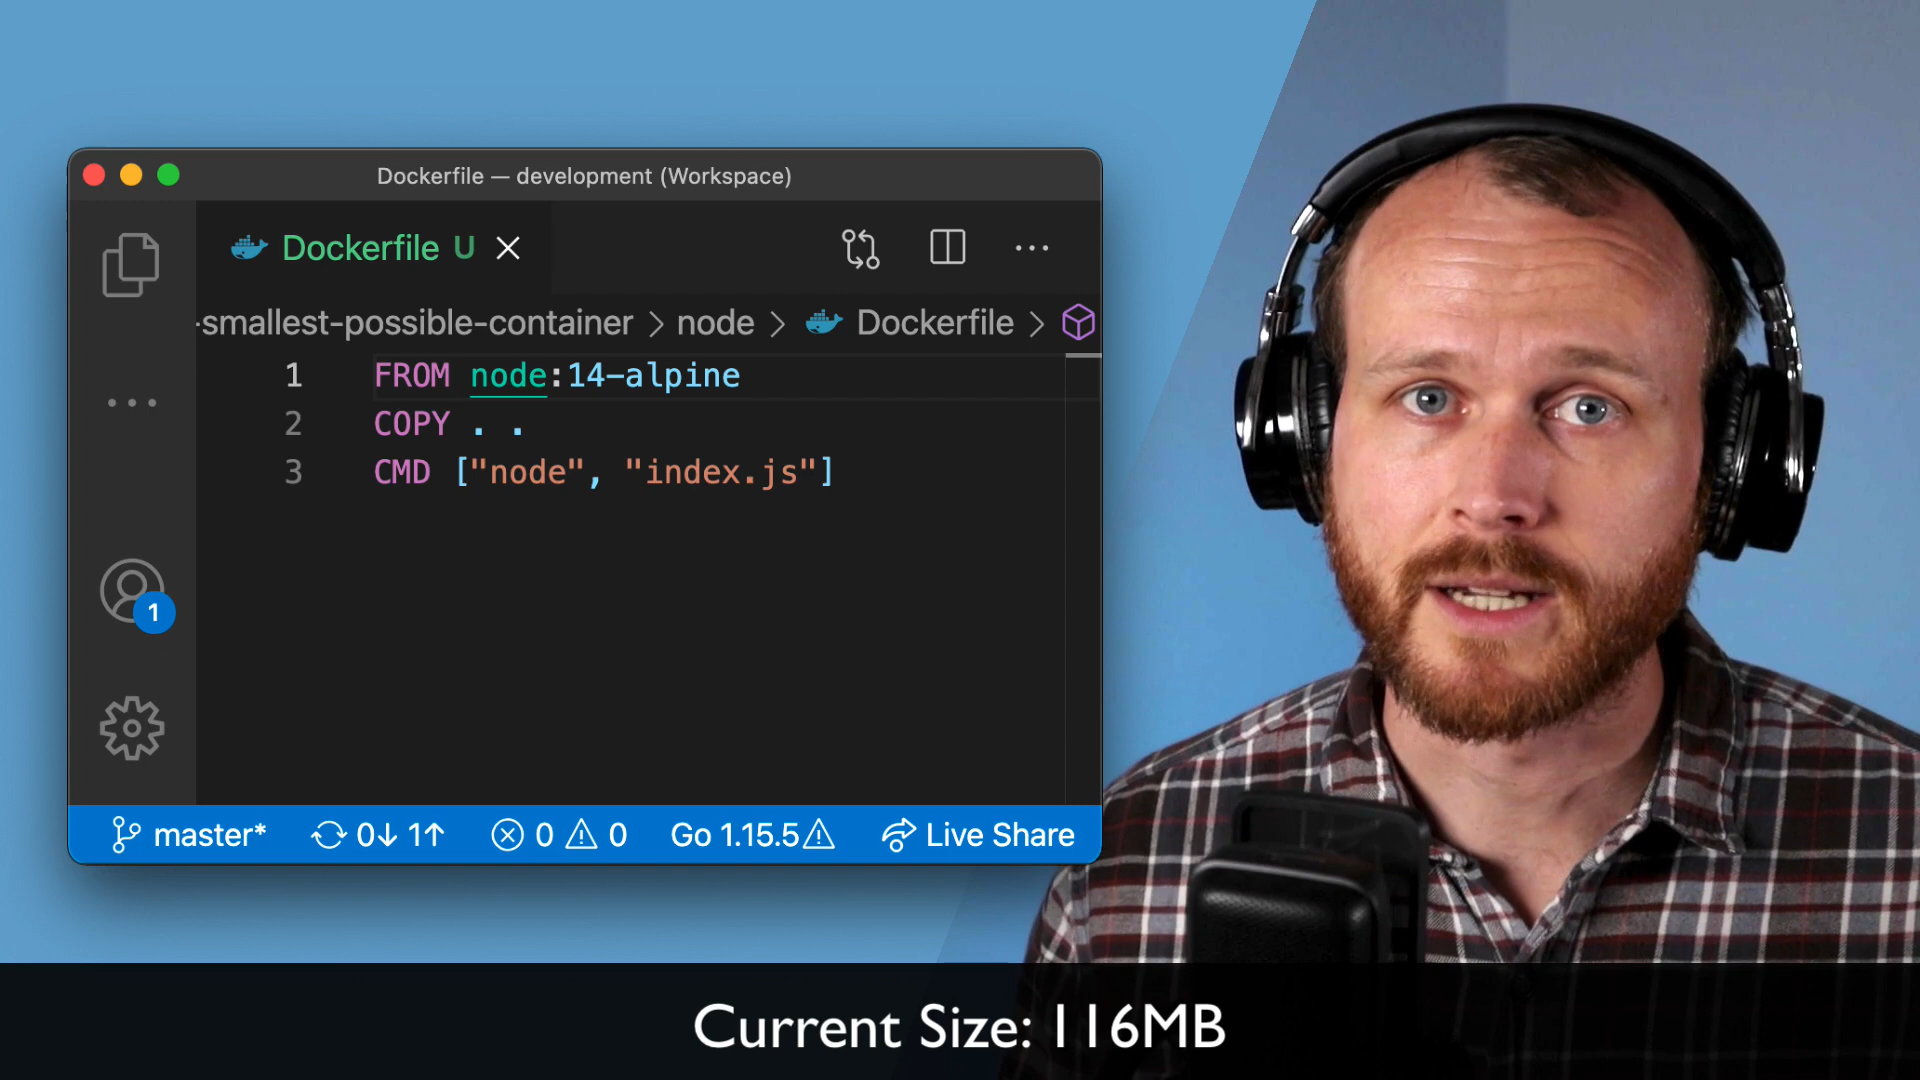 Dockerfile — development (Workspace)
Dockerfile U
-smallest-possible-container > node > Dockerfile >
1 FROM node:14-alpine
2 COPY . .
3 CMD ["node", "index.js"]
1
master* 0↓ 1↑ 0 0 Go 1.15.5 Live Share
Current Size: 116MB